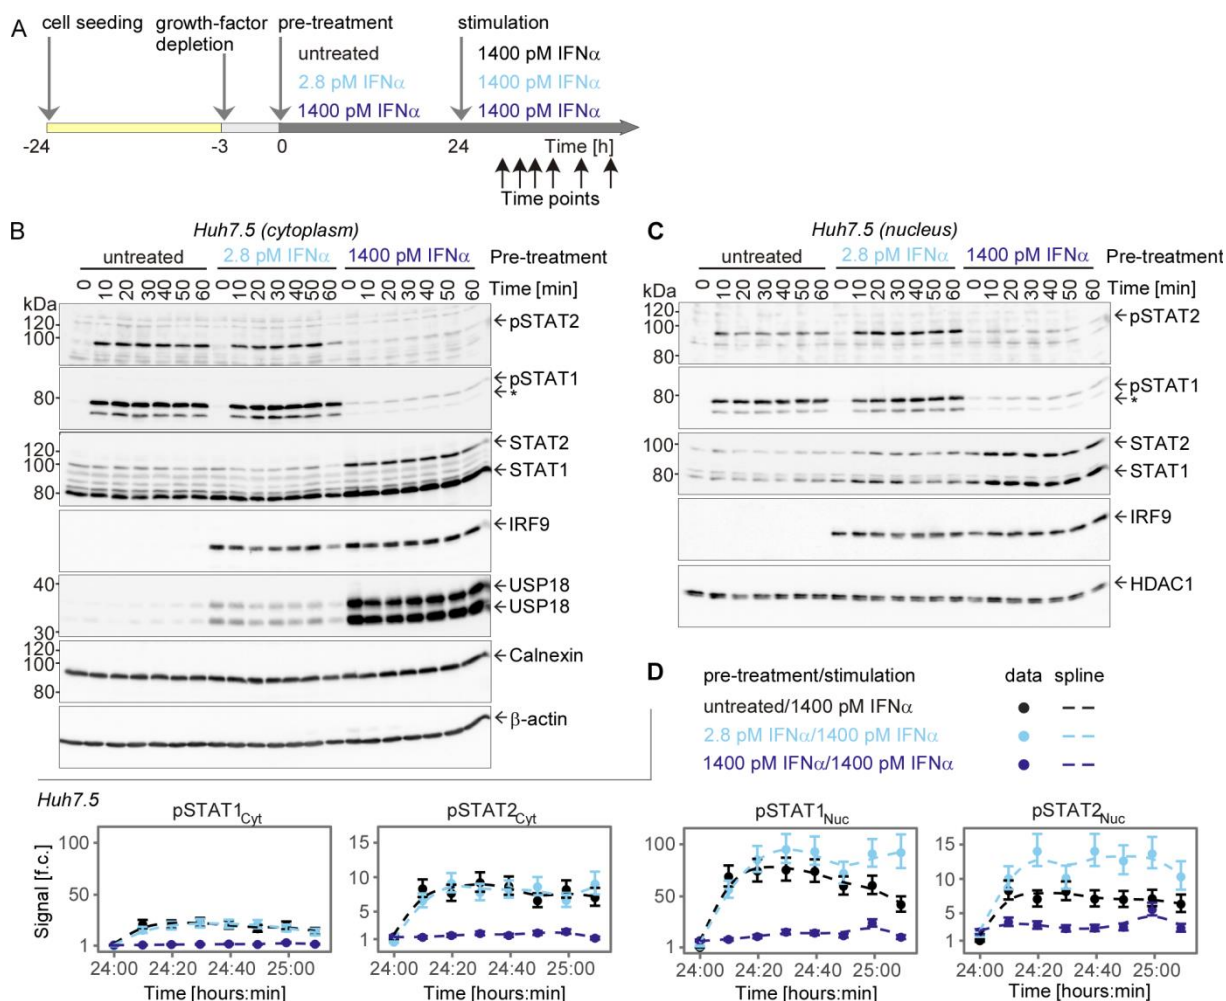 A
cell seeding growth-factor depletion pre-treatment stimulation
untreated 1400 pM IFNα
2.8 pM IFNα 1400 pM IFNα
1400 pM IFNα 1400 pM IFNα
-24 -3 0 24 Time [h]
Time points
B Huh7.5 (cytoplasm)
untreated 2.8 pM IFNα 1400 pM IFNα Pre-treatment
0 10 20 30 40 50 60 0 10 20 30 40 50 60 0 10 20 30 40 50 60 Time [min]
kDa
120
100
←pSTAT2
80
←pSTAT1
←*
120
100
80
←STAT2
←STAT1
←IRF9
40
30
←USP18
←USP18
120
100
80
←Calnexin
←β-actin
C Huh7.5 (nucleus)
untreated 2.8 pM IFNα 1400 pM IFNα Pre-treatment
0 10 20 30 40 50 60 0 10 20 30 40 50 60 0 10 20 30 40 50 60 Time [min]
kDa
120
100
80
←pSTAT2
80
pSTAT1
←*
100
80
←STAT2
←STAT1
←IRF9
←HDAC1
D pre-treatment/stimulation data spline
untreated/1400 pM IFNα
2.8 pM IFNα/1400 pM IFNα
1400 pM IFNα/1400 pM IFNα
Huh7.5
pSTAT1Cyt pSTAT2Cyt pSTAT1Nuc pSTAT2Nuc
Signal [f.c.]
100
50
1
15
10
5
1
100
50
1
15
10
5
1
24:00 24:20 24:40 25:00 24:00 24:20 24:40 25:00 24:00 24:20 24:40 25:00 24:00 24:20 24:40 25:00
Time [hours:min] Time [hours:min] Time [hours:min] Time [hours:min]